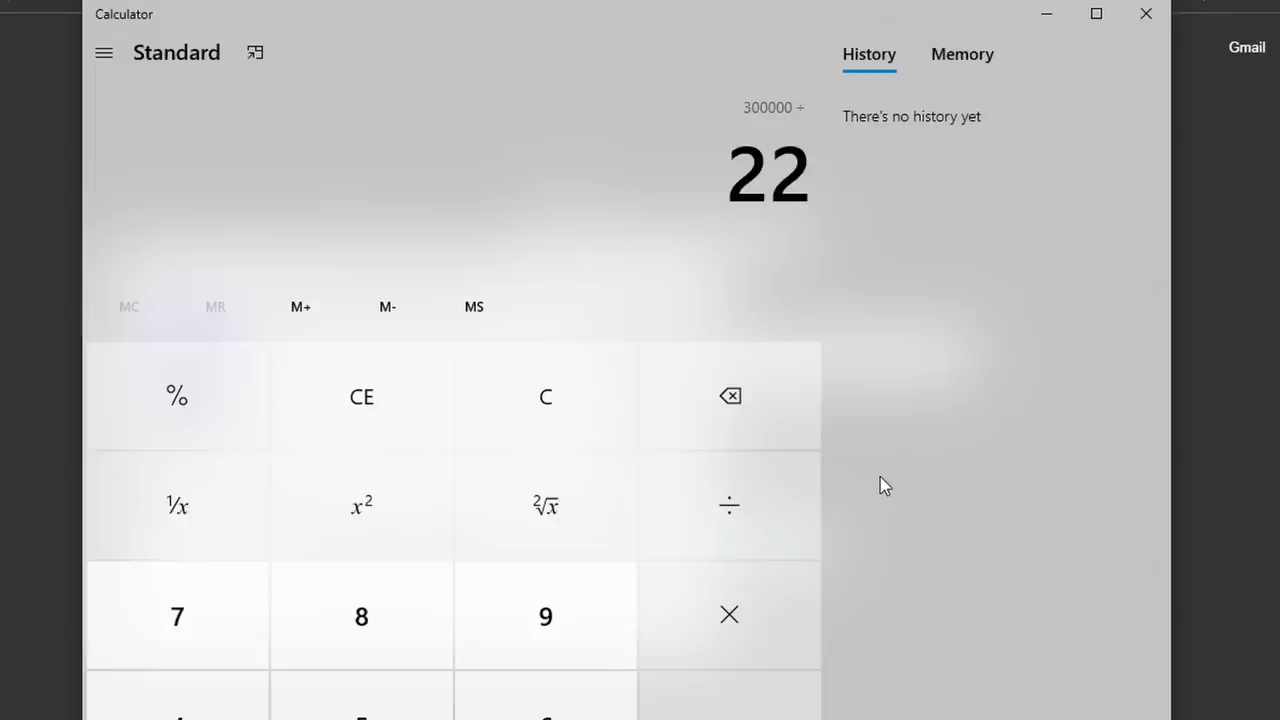 Calculator
Gmail
Standard
History Memory
300000 ÷
There's no history yet
22
MC MR M+ M- MS
% CE C
⅟x x² ²√x ÷
7 8 9 ×